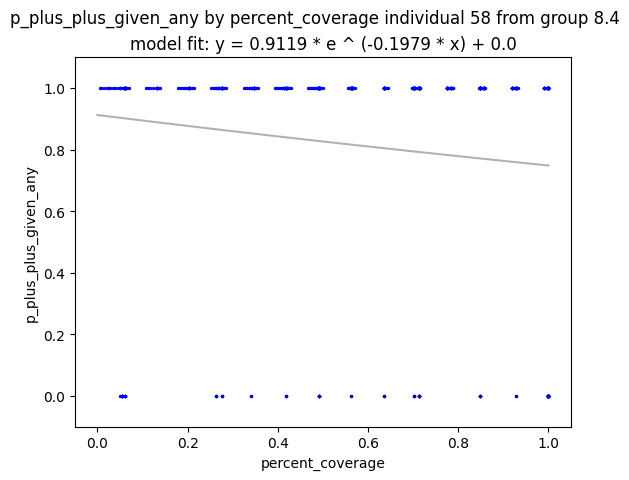 p_plus_plus_given_any by percent_coverage individual 58 from group 8.4
model fit: y = 0.9119 * e ^ (-0.1979 * x) + 0.0
1.0
0.8
0.6
0.4
0.2
0.0
p_plus_plus_given_any
0.0 0.2 0.4 0.6 0.8 1.0
percent_coverage